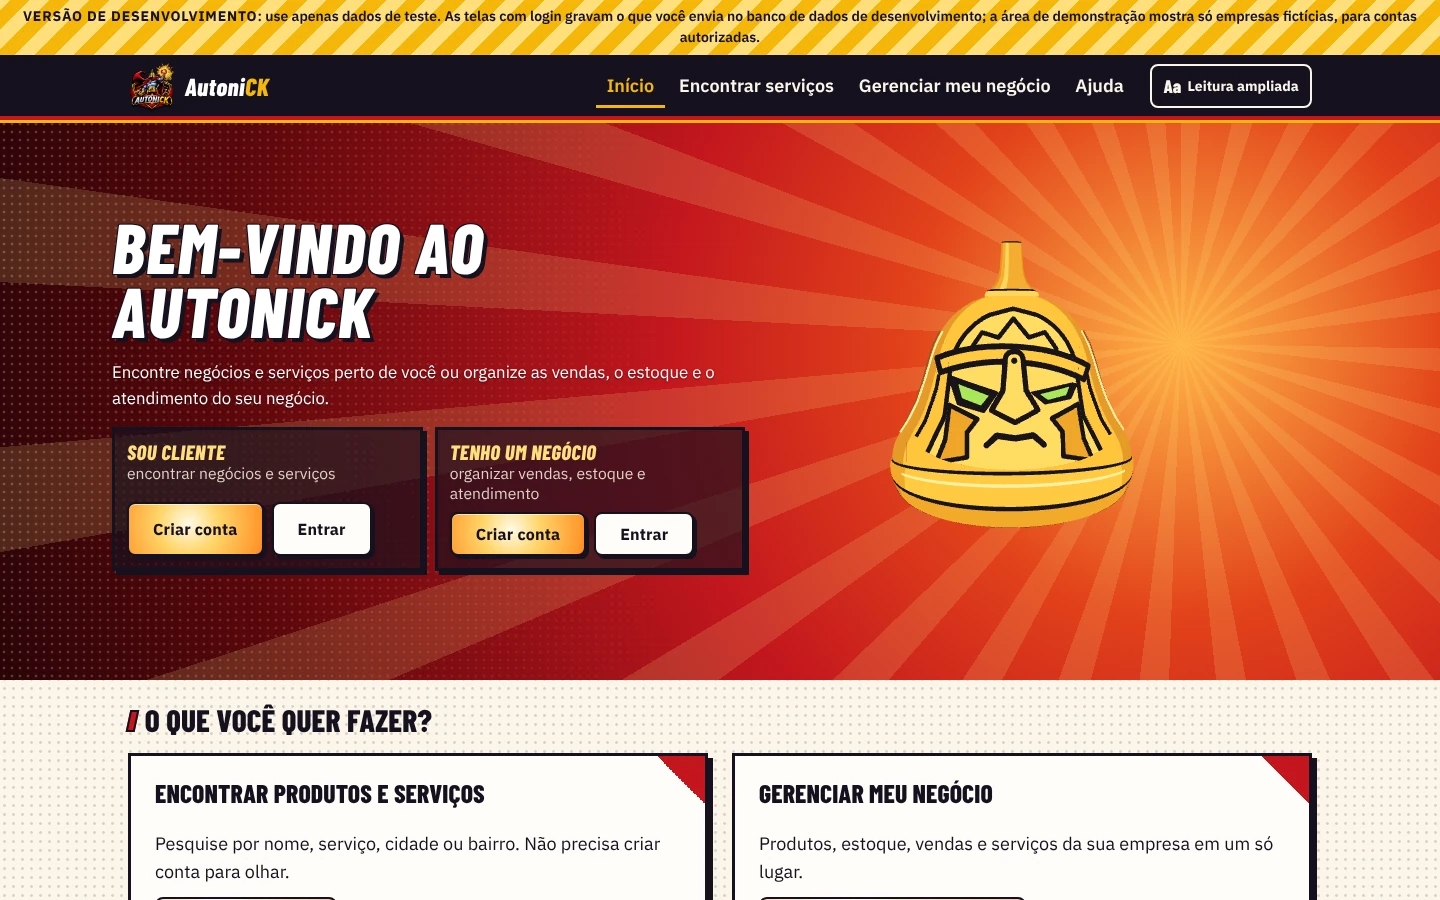 VERSÃO DE DESENVOLVIMENTO: use apenas dados de teste. As telas com login gravam o que você envia no banco de dados de desenvolvimento; a área de demonstração mostra só empresas fictícias, para contas
autorizadas.
AUTONICK
AutoniCK
Início
Encontrar serviços
Gerenciar meu negócio
Ajuda
Aa Leitura ampliada
BEM-VINDO AO
AUTONICK
Encontre negócios e serviços perto de você ou organize as vendas, o estoque e o
atendimento do seu negócio.
SOU CLIENTE
encontrar negócios e serviços
Criar conta
Entrar
TENHO UM NEGÓCIO
organizar vendas, estoque e
atendimento
Criar conta
Entrar
O QUE VOCÊ QUER FAZER?
ENCONTRAR PRODUTOS E SERVIÇOS
Pesquise por nome, serviço, cidade ou bairro. Não precisa criar
conta para olhar.
GERENCIAR MEU NEGÓCIO
Produtos, estoque, vendas e serviços da sua empresa em um só
lugar.